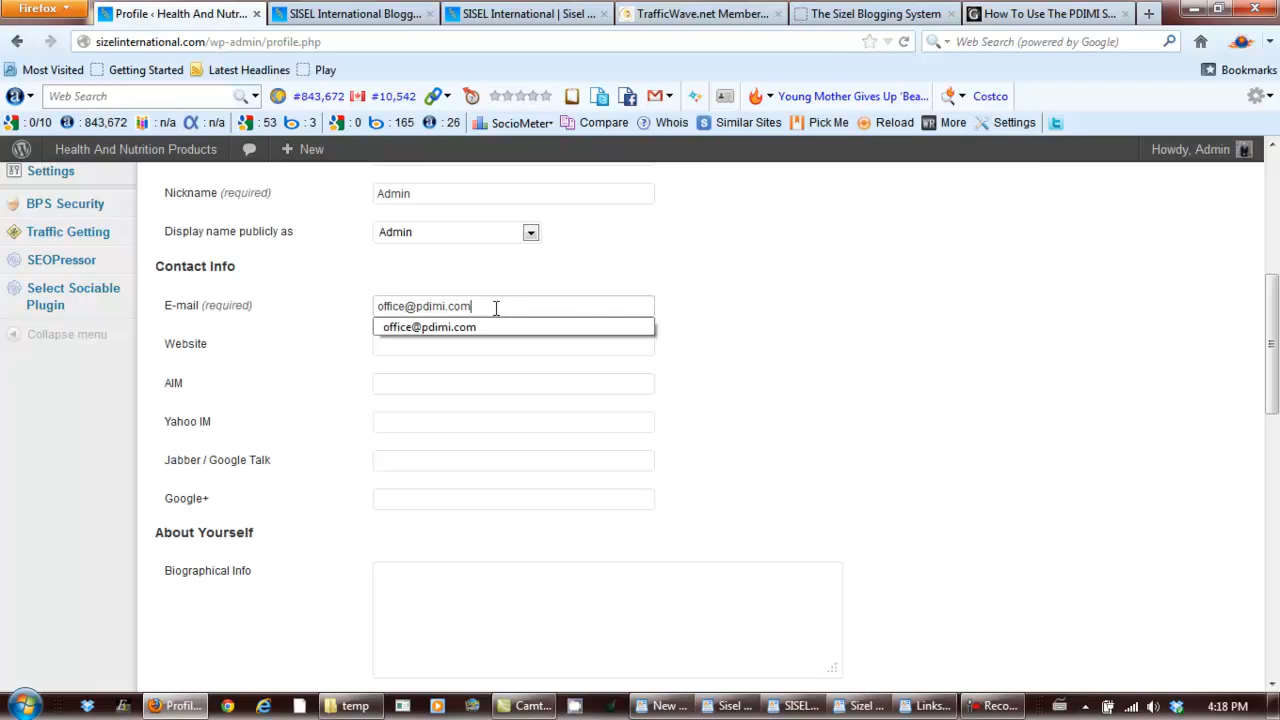 Firefox
Profile ‹ Health And Nutr...
SISEL International Blogg...
SISEL International | Sisel ...
TrafficWave.net Member...
The Sizel Blogging System
How To Use The PDIMI S...
sizelinternational.com/wp-admin/profile.php
Web Search (powered by Google)
Most Visited
Getting Started
Latest Headlines
Play
Bookmarks
Web Search
#843,672
#10,542
Young Mother Gives Up 'Bea...
Costco
: 0/10
: 843,672
: n/a
: n/a
: 53
: 3
: 0
: 165
: 26
SocioMeter
Compare
Whois
Similar Sites
Pick Me
Reload
WR More
Settings
Health And Nutrition Products
New
Howdy, Admin
Settings
BPS Security
Traffic Getting
SEOPressor
Select Sociable
Plugin
Collapse menu
Nickname (required)
Admin
Display name publicly as
Admin
Contact Info
E-mail (required)
office@pdimi.com
office@pdimi.com
Website
AIM
Yahoo IM
Jabber / Google Talk
Google+
About Yourself
Biographical Info
Profil...
temp
Camt...
New ...
Sisel ...
SISEL...
Sizel ...
Links...
Reco...
4:18 PM